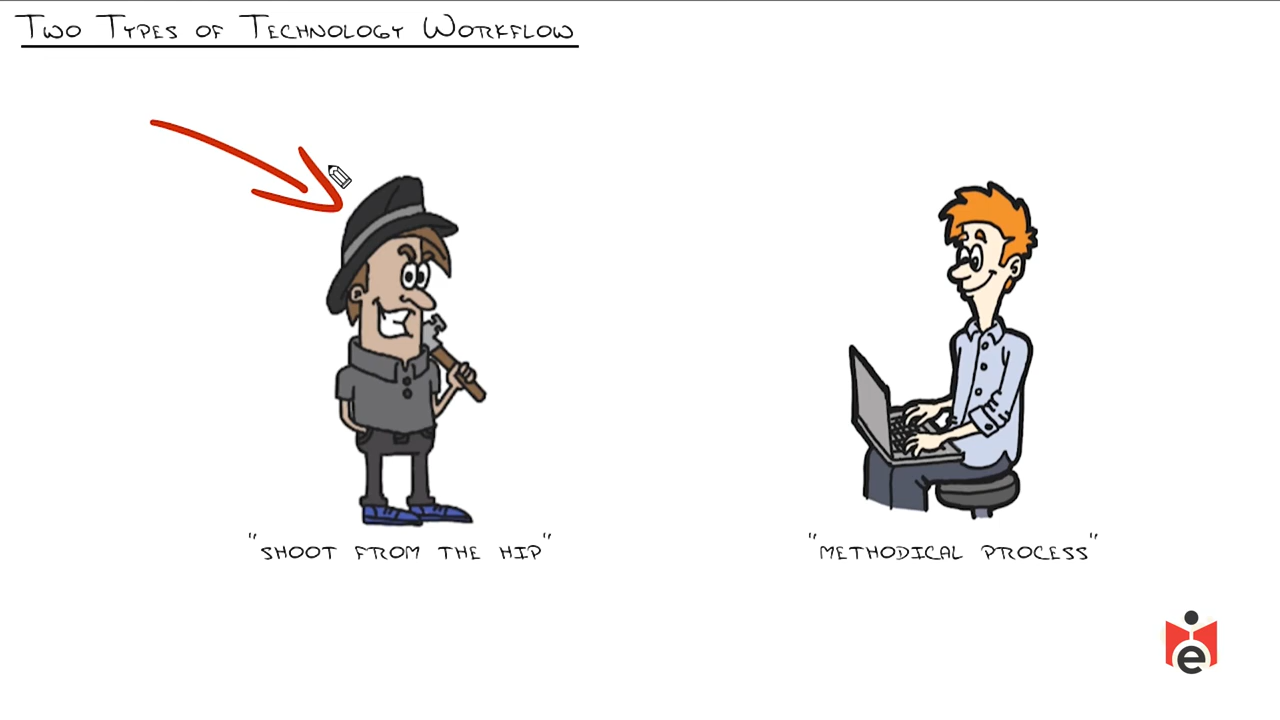 Two Types of Technology Workflow
"SHOOT FROM THE HIP"
"METHODICAL PROCESS"
e